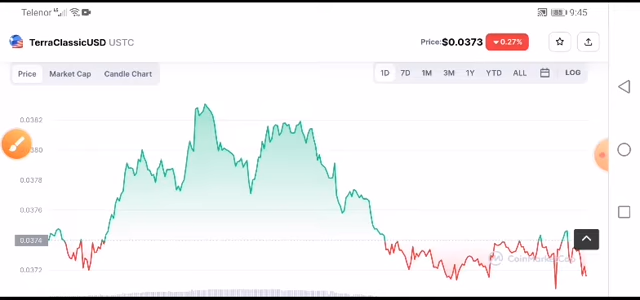 Telenor 4G 9:45
TerraClassicUSD USTC Price: $0.0373 ▾0.27%
Price Market Cap Candle Chart 1D 7D 1M 3M 1Y YTD ALL LOG
0.0382
0.0380
0.0378
0.0376
0.0374
0.0372
CoinMarketCap